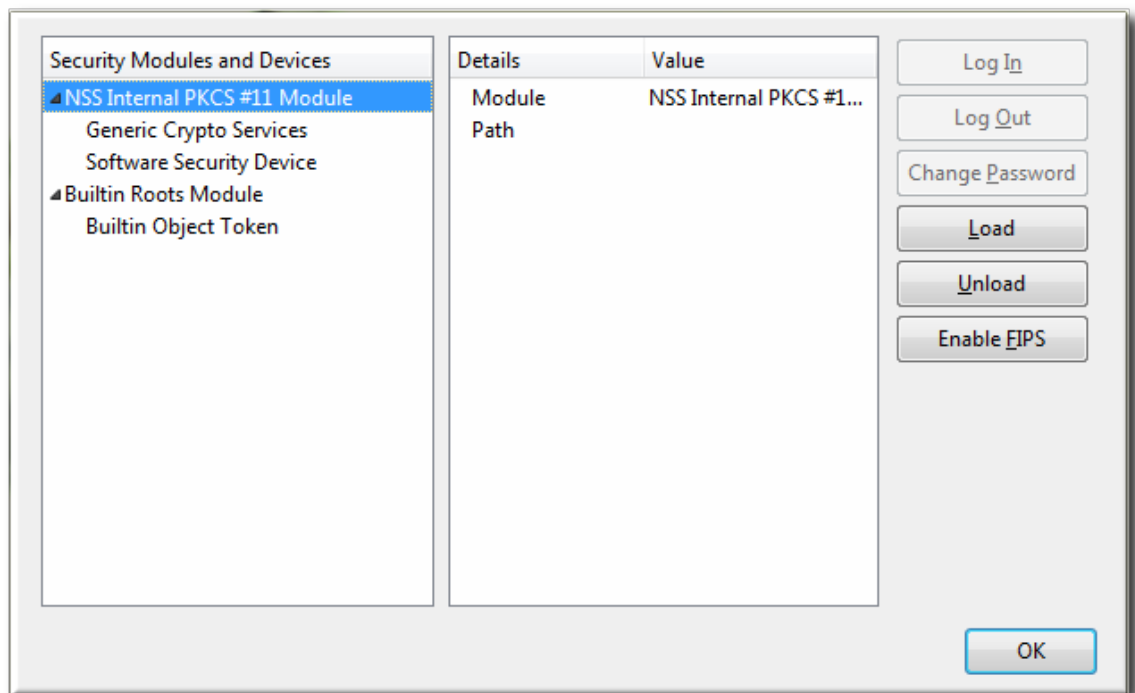 Security Modules and Devices
NSS Internal PKCS #11 Module
Generic Crypto Services
Software Security Device
Builtin Roots Module
Builtin Object Token
Details Value
Module NSS Internal PKCS #1...
Path
Log In
Log Out
Change Password
Load
Unload
Enable FIPS
OK